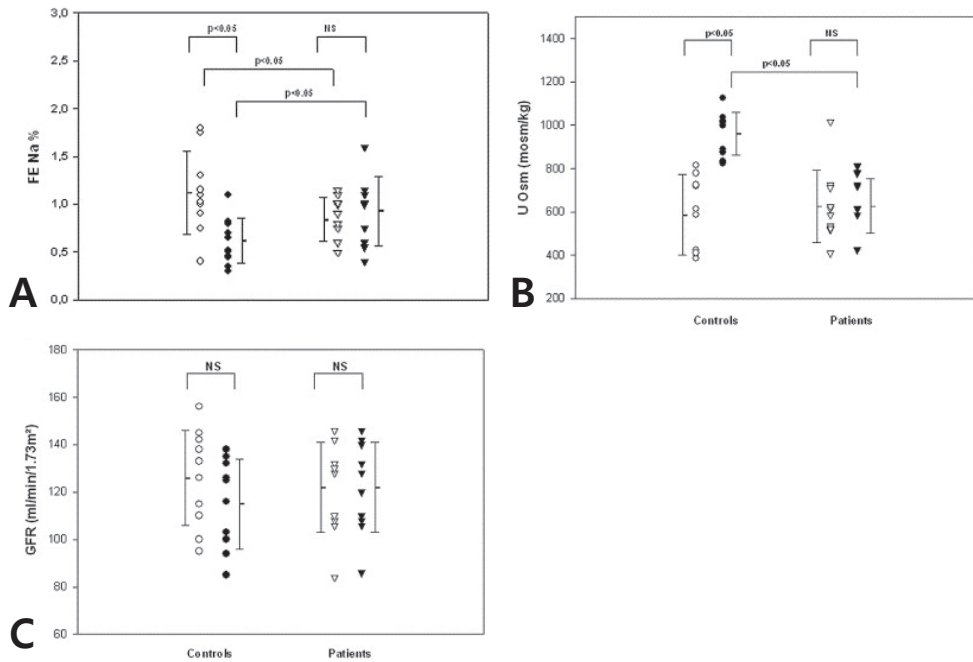 A
FE Na %
3,0
2,5
2,0
1,5
1,0
0,5
0,0
p<0.05
NS
p<0.05
p<0.05
B
U Osm (mosm/kg)
1400
1200
1000
800
600
400
200
p<0.05
NS
p<0.05
Controls
Patients
C
GFR (ml/min/1.73m²)
180
160
140
120
100
80
60
NS
NS
Controls
Patients